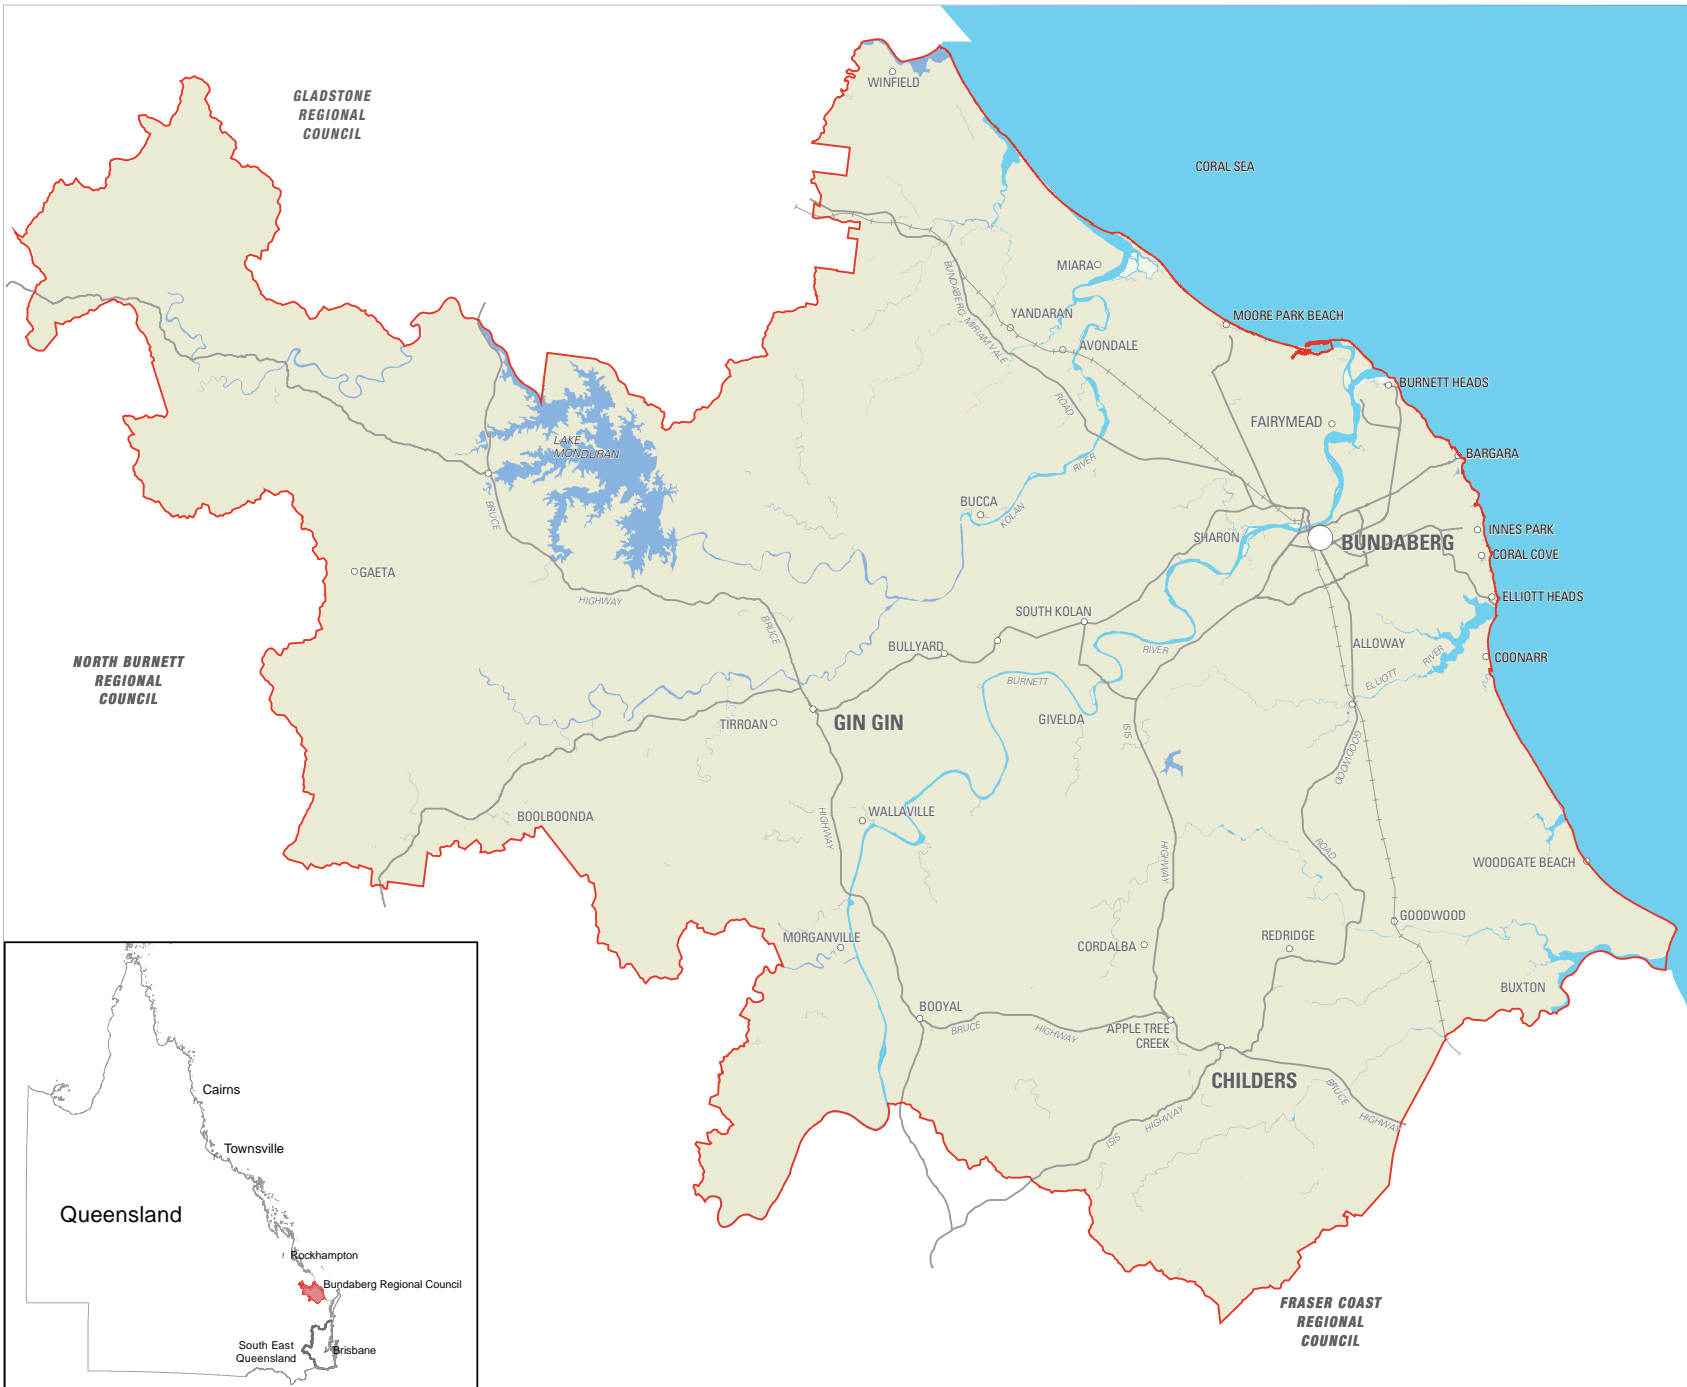 WINFIELD
GLADSTONE
REGIONAL
COUNCIL
CORAL SEA
MIARA
BUNDABERG-MIRIAMVALE
ROAD
YANDARAN
MOORE PARK BEACH
AVONDALE
BURNETT HEADS
FAIRYMEAD
LAKE
MONDURAN
BARGARA
RIVER
KOLAN
BUCCA
BRUCE
INNES PARK
SHARON
BUNDABERG
CORAL COVE
GAETA
ELLIOTT HEADS
HIGHWAY
BRUCE
SOUTH KOLAN
BULLYARD
RIVER
ALLOWAY
RIVER
ELLIOTT
COONARR
NORTH BURNETT
REGIONAL
COUNCIL
BURNETT
GIVELDA
TIRROAN
GIN GIN
ISIS
GOODWOOD
BOOLBOONDA
WALLAVILLE
HIGHWAY
HIGHWAY
ROAD
WOODGATE BEACH
GOODWOOD
MORGANVILLE
CORDALBA
REDRIDGE
BUXTON
BOOYAL
BRUCE
HIGHWAY
APPLE TREE
CREEK
CHILDERS
BRUCE
HIGHWAY
ISIS
HIGHWAY
FRASER COAST
REGIONAL
COUNCIL
Cairns
Townsville
Queensland
Rockhampton
Bundaberg Regional Council
South East
Queensland
Brisbane